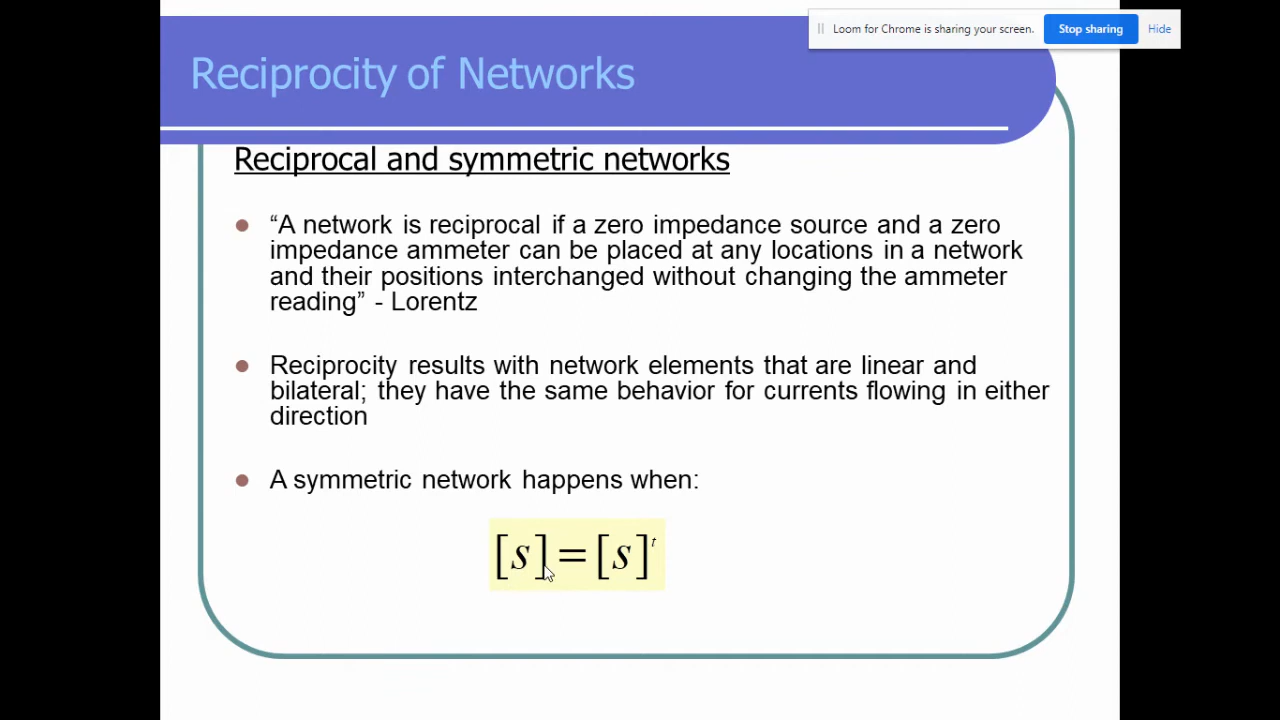 Loom for Chrome is sharing your screen. Stop sharing Hide
Reciprocity of Networks
Reciprocal and symmetric networks
“A network is reciprocal if a zero impedance source and a zero
impedance ammeter can be placed at any locations in a network
and their positions interchanged without changing the ammeter
reading” - Lorentz
Reciprocity results with network elements that are linear and
bilateral; they have the same behavior for currents flowing in either
direction
A symmetric network happens when:
[s] = [s]^t